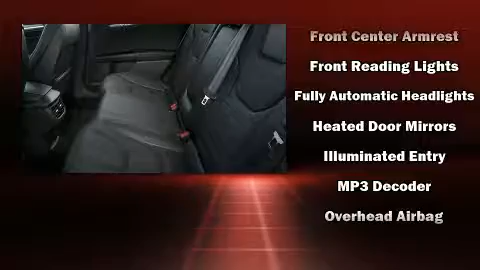 Front Center Armrest
Front Reading Lights
Fully Automatic Headlights
Heated Door Mirrors
Illuminated Entry
MP3 Decoder
Overhead Airbag